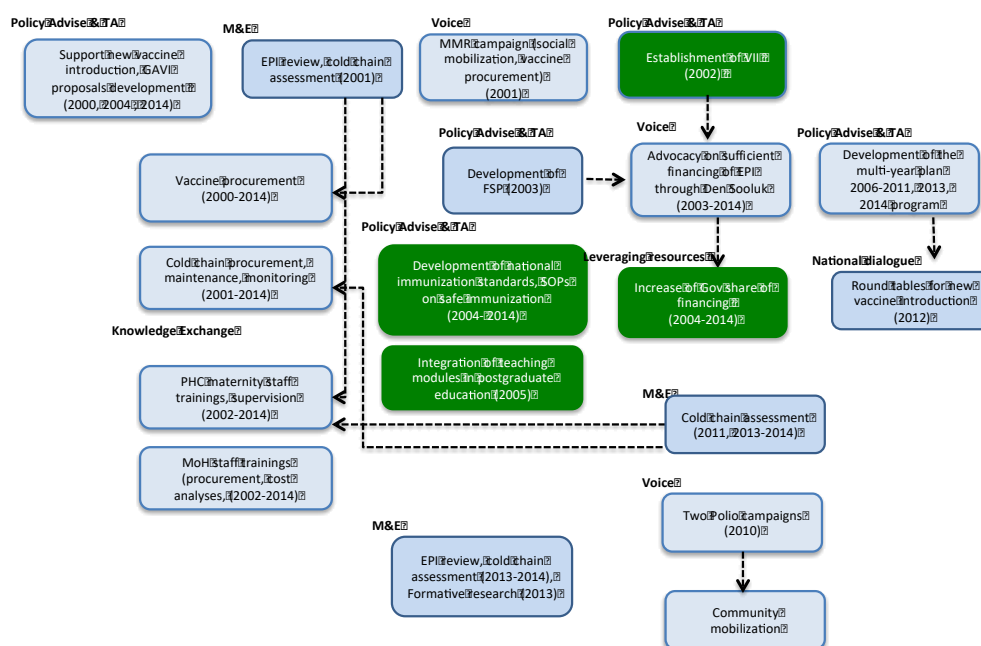 Policy Advise & TA
Support new vaccine
introduction, GAVI
proposals development
(2000, 2004, 2014)
M&E
EPI review, cold chain
assessment (2001)
Voice
MMR campaign (social
mobilization, vaccine
procurement)
(2001)
Policy Advise & TA
Establishment of VII
(2002)
Vaccine procurement
(2000-2014)
Policy Advise & TA
Development of
FSP (2003)
Voice
Advocacy on sufficient
financing of EPI
through Den Sooluk
(2003-2014)
Policy Advise & TA
Development of the
multi-year plan
2006-2011, 2013,
2014 program
Cold chain procurement,
maintenance, monitoring
(2001-2014)
Policy Advise & TA
Development of national
immunization standards, SOPs
on safe immunization
(2004-2014)
Leveraging resources
Increase of Gov share of
financing
(2004-2014)
National dialogue
Round tables for new
vaccine introduction
(2012)
Knowledge Exchange
PHC maternity staff
trainings, supervision
(2002-2014)
Integration of teaching
modules in postgraduate
education (2005)
M&E
Cold chain assessment
(2011, 2013-2014)
MoH staff trainings
(procurement, cost
analyses, (2002-2014)
Voice
Two Polio campaigns
(2010)
M&E
EPI review, cold chain
assessment (2013-2014),
Formative research (2013)
Community
mobilization